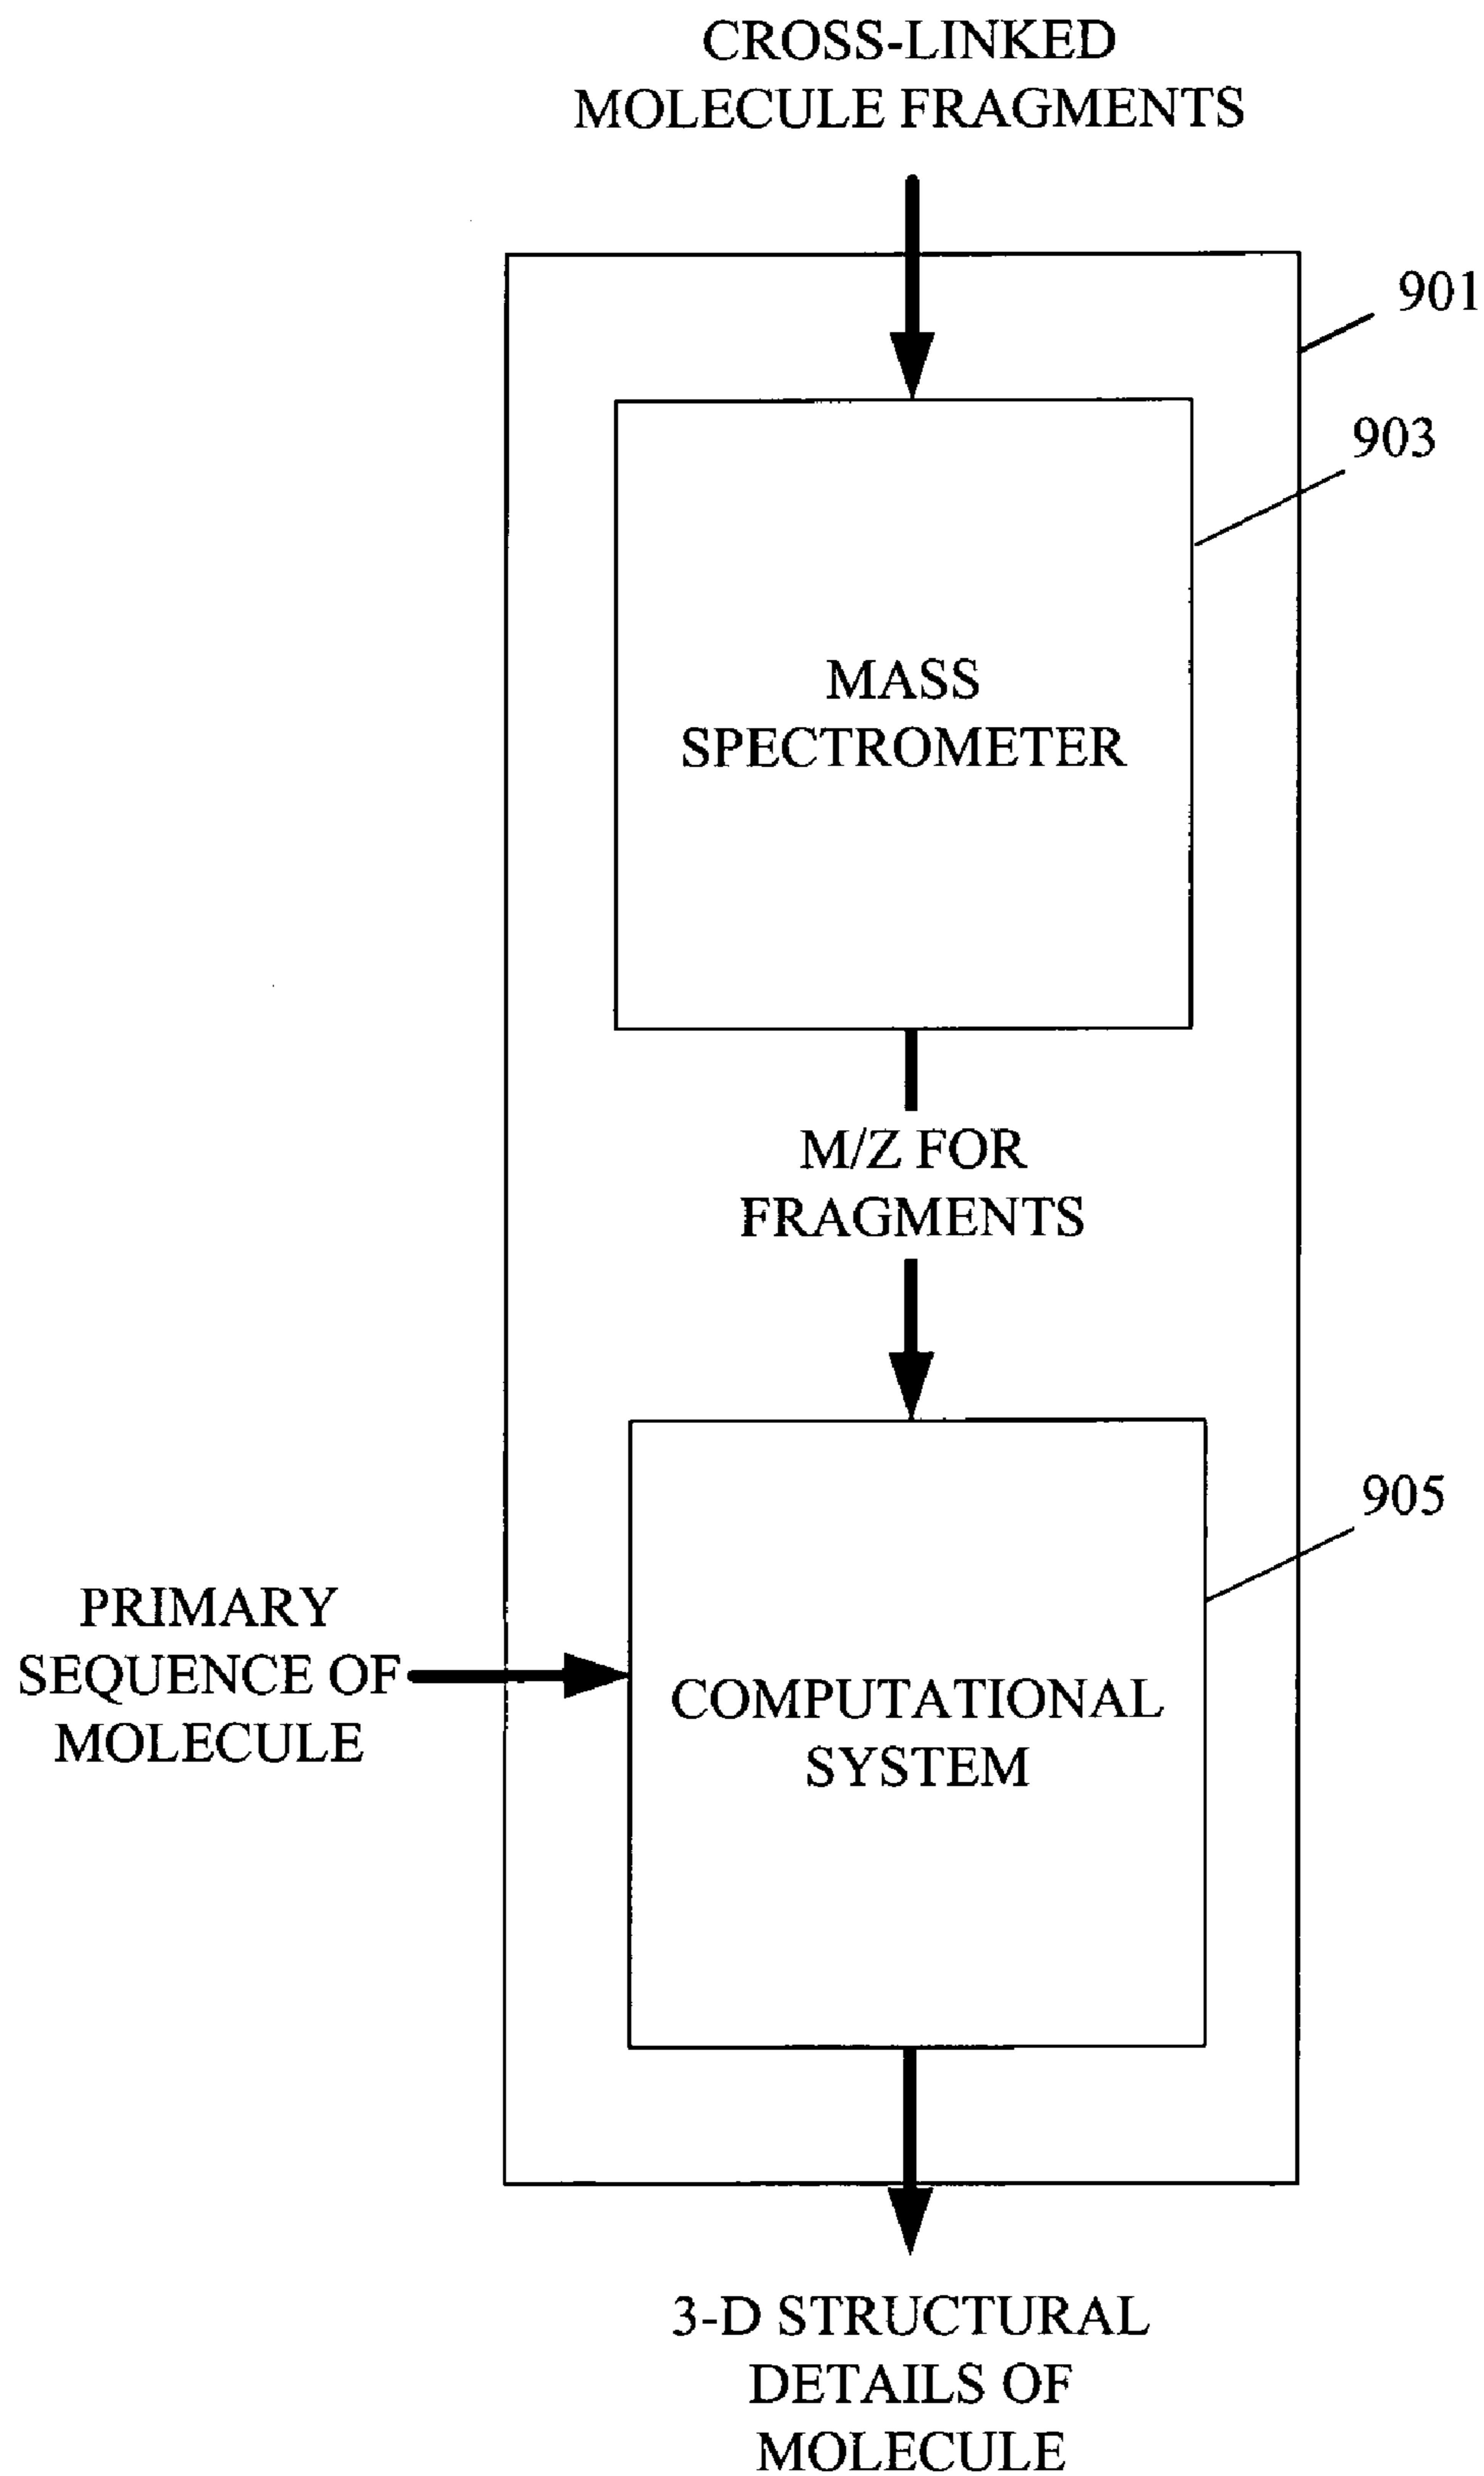 CROSS-LINKED
MOLECULE FRAGMENTS
901
903
MASS
SPECTROMETER
M/Z FOR
FRAGMENTS
905
PRIMARY
SEQUENCE OF
MOLECULE
COMPUTATIONAL
SYSTEM
3-D STRUCTURAL
DETAILS OF
MOLECULE